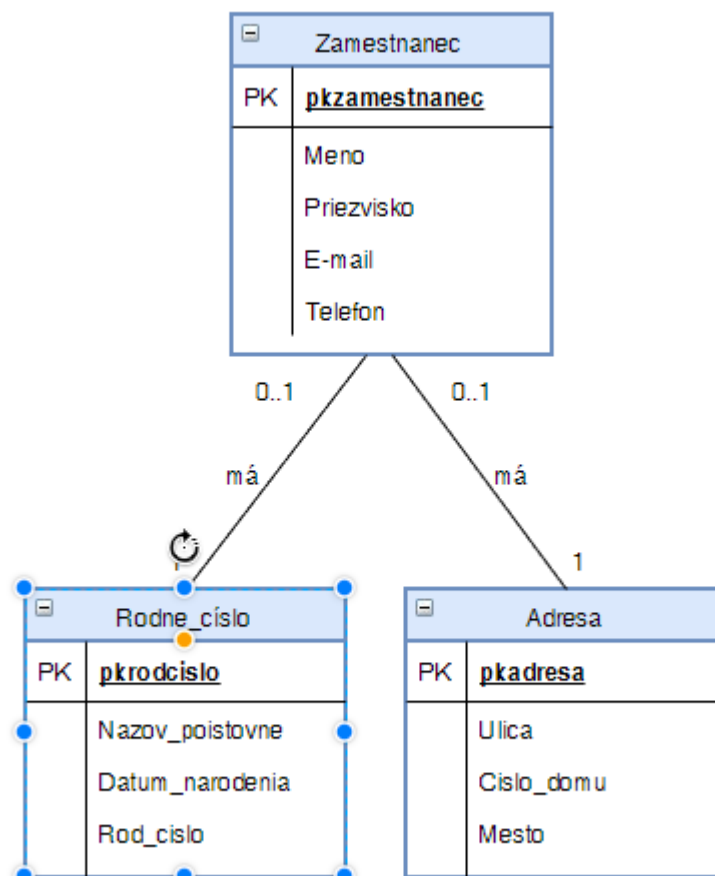 Zamestnanec
PK pkzamestnanec
Meno
Priezvisko
E-mail
Telefon
0..1 0..1
má má
1
Rodne_císlo Adresa
PK pkrodcislo PK pkadresa
Nazov_poistovne Ulica
Datum_narodenia Cislo_domu
Rod_cislo Mesto